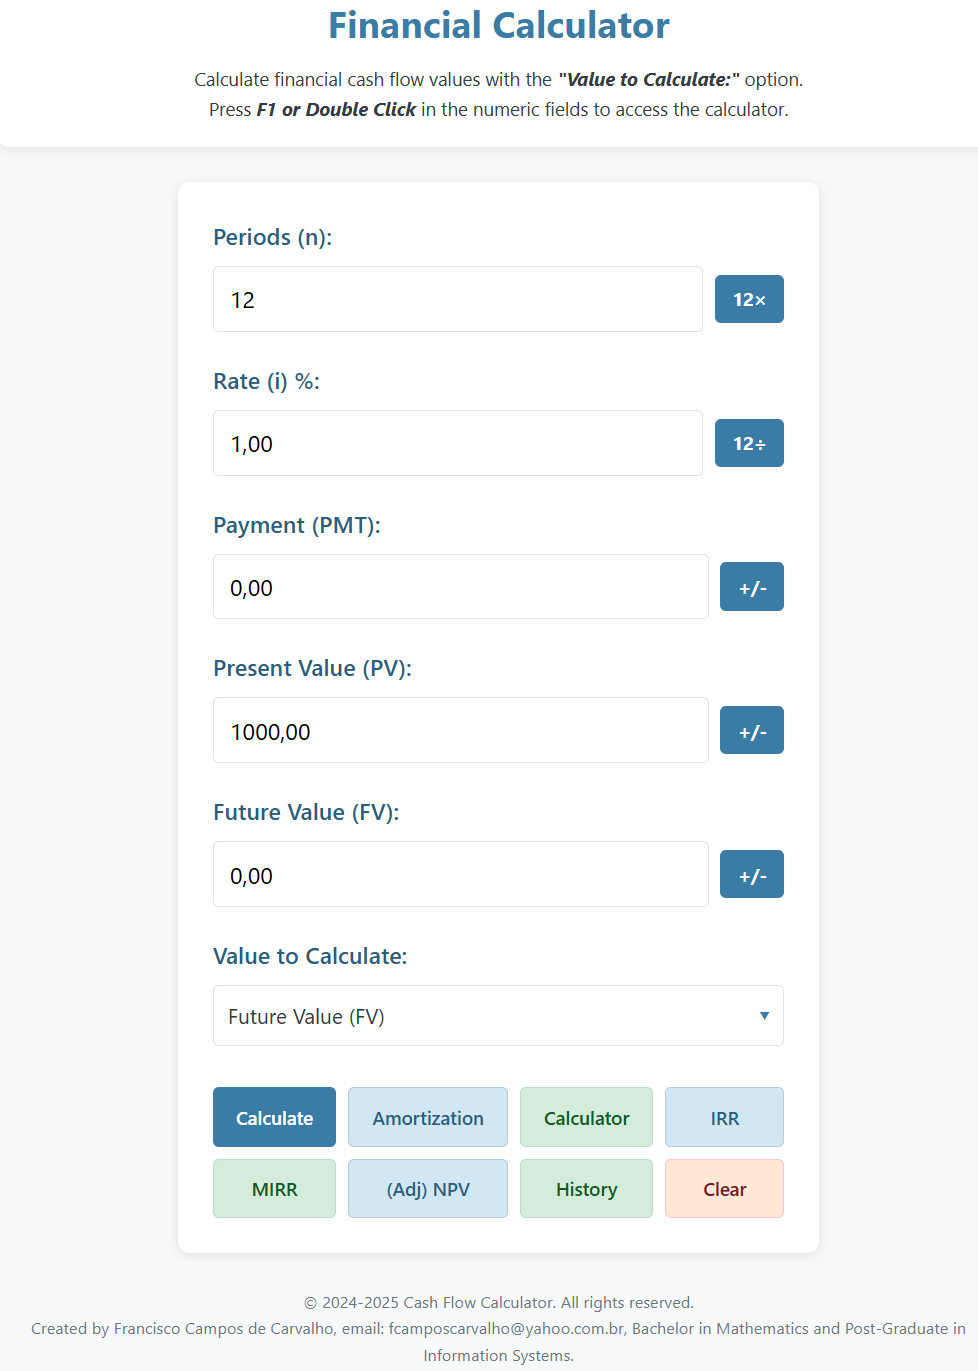 Financial Calculator
Calculate financial cash flow values with the "Value to Calculate:" option.
Press F1 or Double Click in the numeric fields to access the calculator.
Periods (n):
12
12×
Rate (i) %:
1,00
12÷
Payment (PMT):
0,00
+/-
Present Value (PV):
1000,00
+/-
Future Value (FV):
0,00
+/-
Value to Calculate:
Future Value (FV)
Calculate Amortization Calculator IRR
MIRR (Adj) NPV History Clear
© 2024-2025 Cash Flow Calculator. All rights reserved.
Created by Francisco Campos de Carvalho, email: fcamposcarvalho@yahoo.com.br, Bachelor in Mathematics and Post-Graduate in
Information Systems.